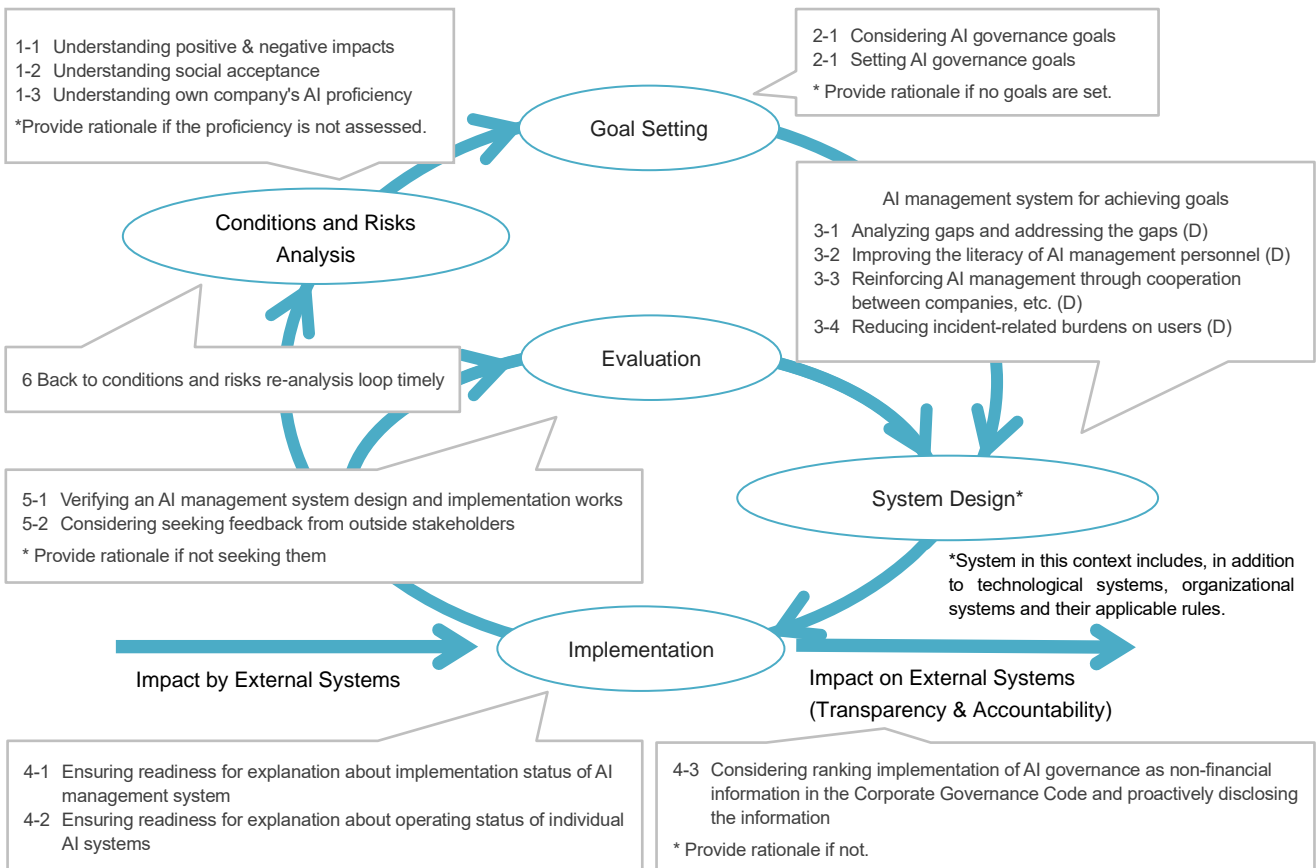 1-1 Understanding positive & negative impacts
1-2 Understanding social acceptance
1-3 Understanding own company's AI proficiency
*Provide rationale if the proficiency is not assessed.
2-1 Considering AI governance goals
2-1 Setting AI governance goals
* Provide rationale if no goals are set.
Goal Setting
Conditions and Risks
Analysis
AI management system for achieving goals
3-1 Analyzing gaps and addressing the gaps (D)
3-2 Improving the literacy of AI management personnel (D)
3-3 Reinforcing AI management through cooperation
between companies, etc. (D)
3-4 Reducing incident-related burdens on users (D)
Evaluation
6 Back to conditions and risks re-analysis loop timely
5-1 Verifying an AI management system design and implementation works
5-2 Considering seeking feedback from outside stakeholders
* Provide rationale if not seeking them
System Design*
*System in this context includes, in addition
to technological systems, organizational
systems and their applicable rules.
Implementation
Impact by External Systems
Impact on External Systems
(Transparency & Accountability)
4-1 Ensuring readiness for explanation about implementation status of AI
management system
4-2 Ensuring readiness for explanation about operating status of individual
AI systems
4-3 Considering ranking implementation of AI governance as non-financial
information in the Corporate Governance Code and proactively disclosing
the information
* Provide rationale if not.